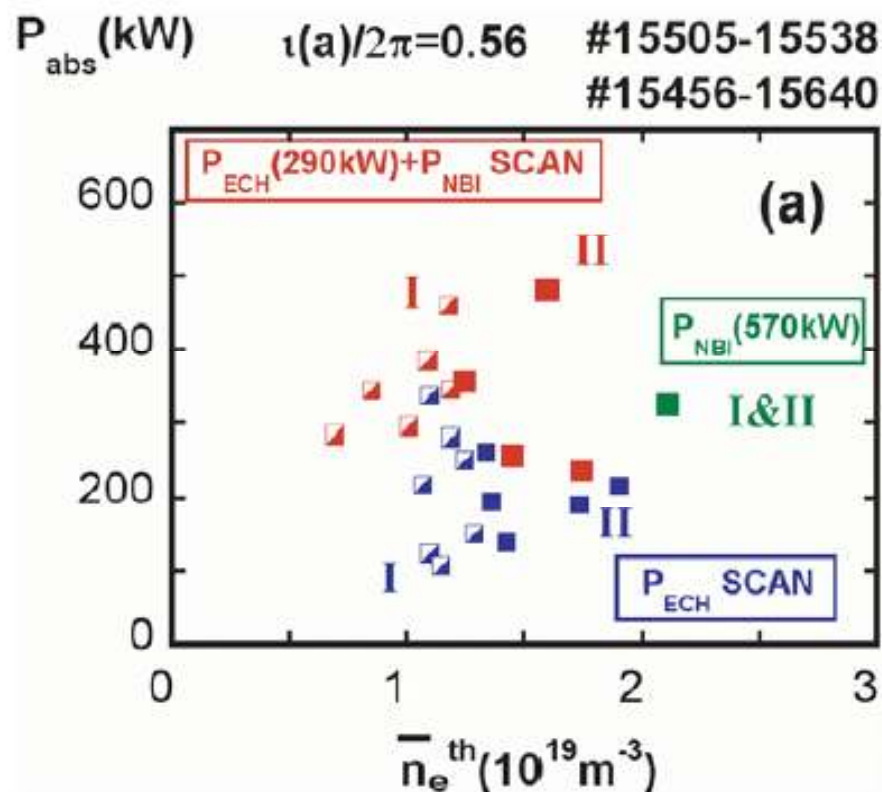 P_abs(kW) ι(a)/2π=0.56 #15505-15538
#15456-15640
P_ECH(290kW)+P_NBI SCAN
(a)
600
II
I
P_NBI(570kW)
400
I&II
200
II
I
P_ECH SCAN
0
0 1 2 3
n̄_e^th(10^19m^-3)